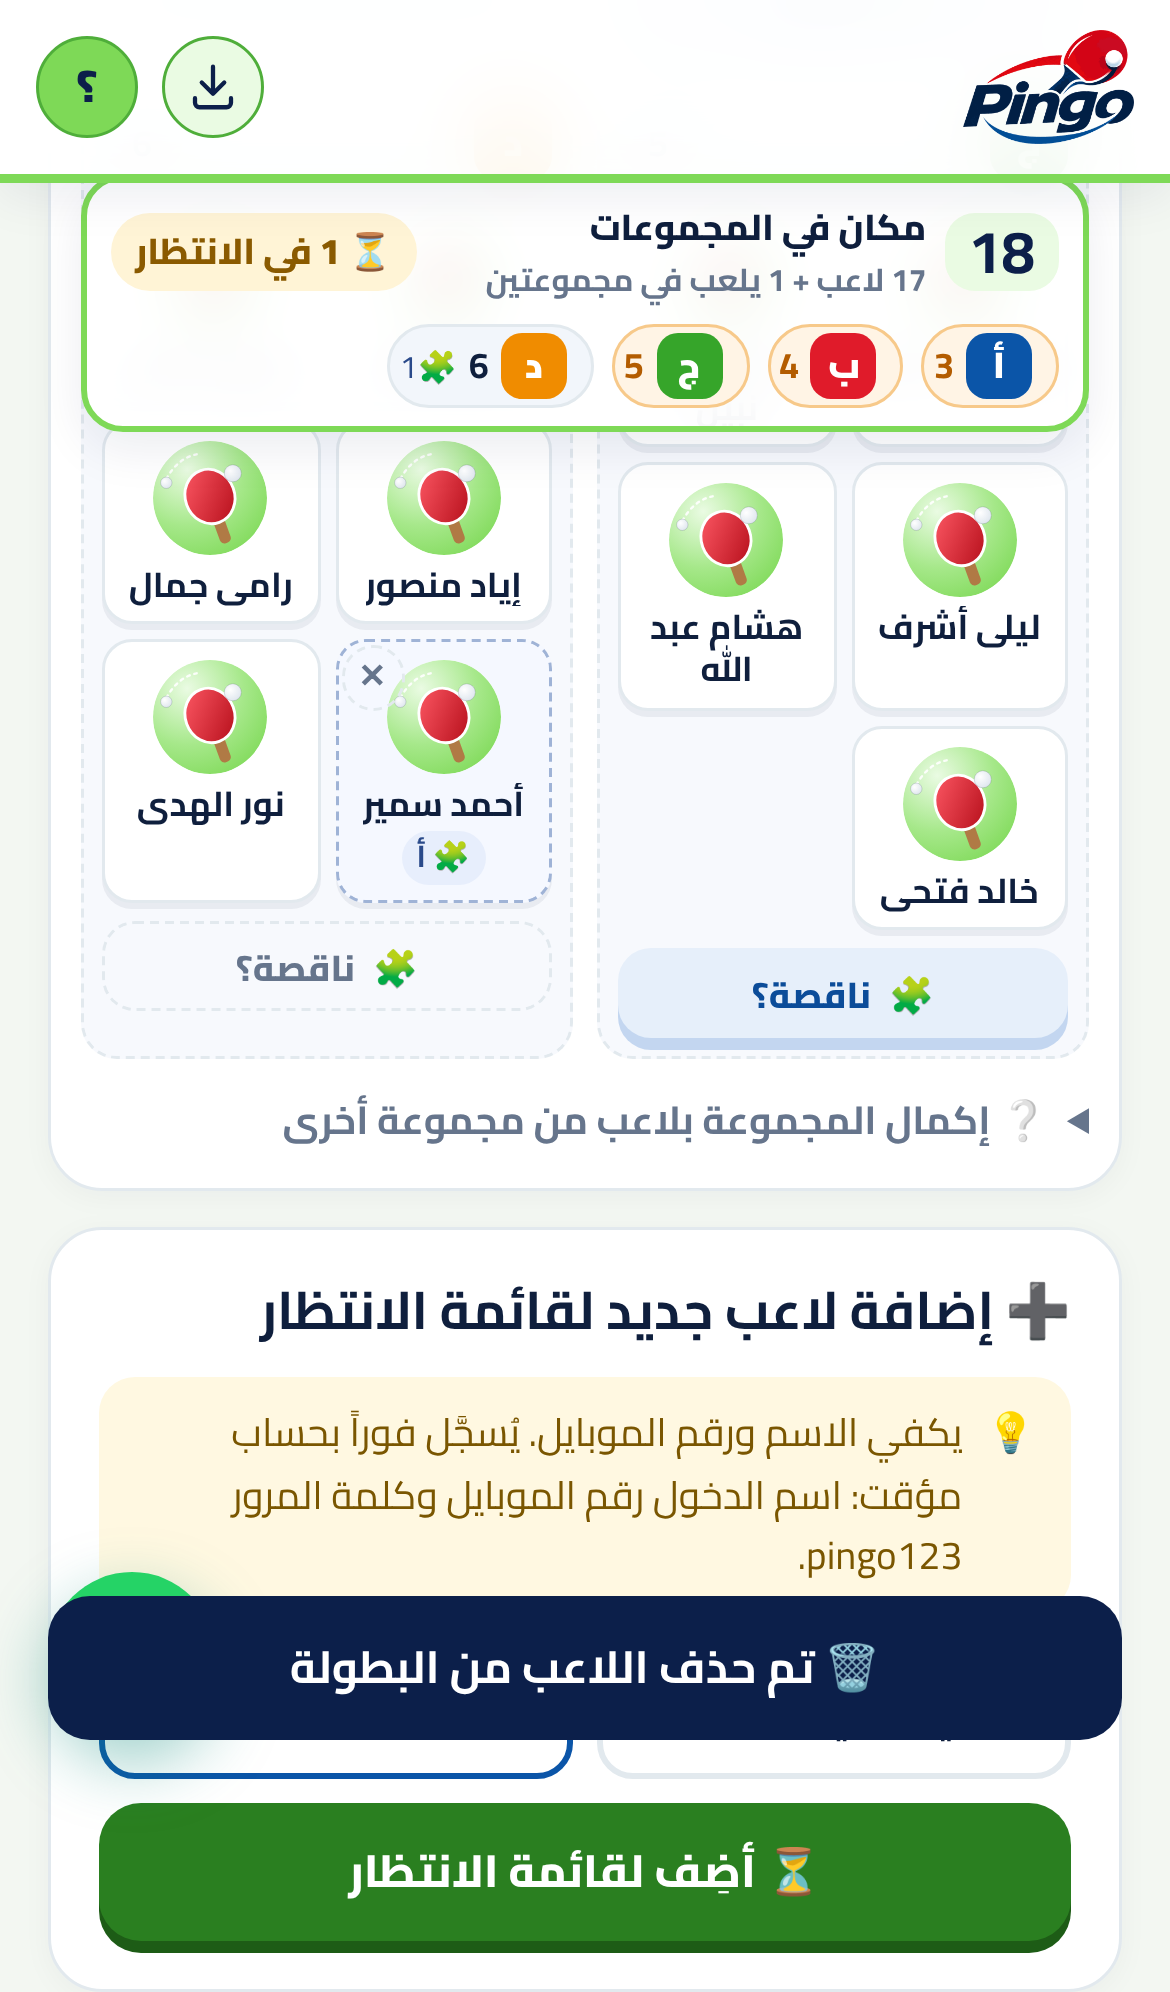 Pingo
؟
18
مكان في المجموعات
17 لاعب + 1 يلعب في مجموعتين
⏳ 1 في الانتظار
أ 3
ب 4
ج 5
د 6 🧩1
ليلى أشرف
هشام عبد
الله
خالد فتحى
🧩 ناقصة؟
إياد منصور
رامى جمال
✕
أحمد سمير
🧩 أ
نور الهدى
🧩 ناقصة؟
◀ ❔ إكمال المجموعة بلاعب من مجموعة أخرى
➕ إضافة لاعب جديد لقائمة الانتظار
💡 يكفي الاسم ورقم الموبايل. يُسجَّل فوراً بحساب
مؤقت: اسم الدخول رقم الموبايل وكلمة المرور
pingo123.
🗑️ تم حذف اللاعب من البطولة
⏳ أضِف لقائمة الانتظار